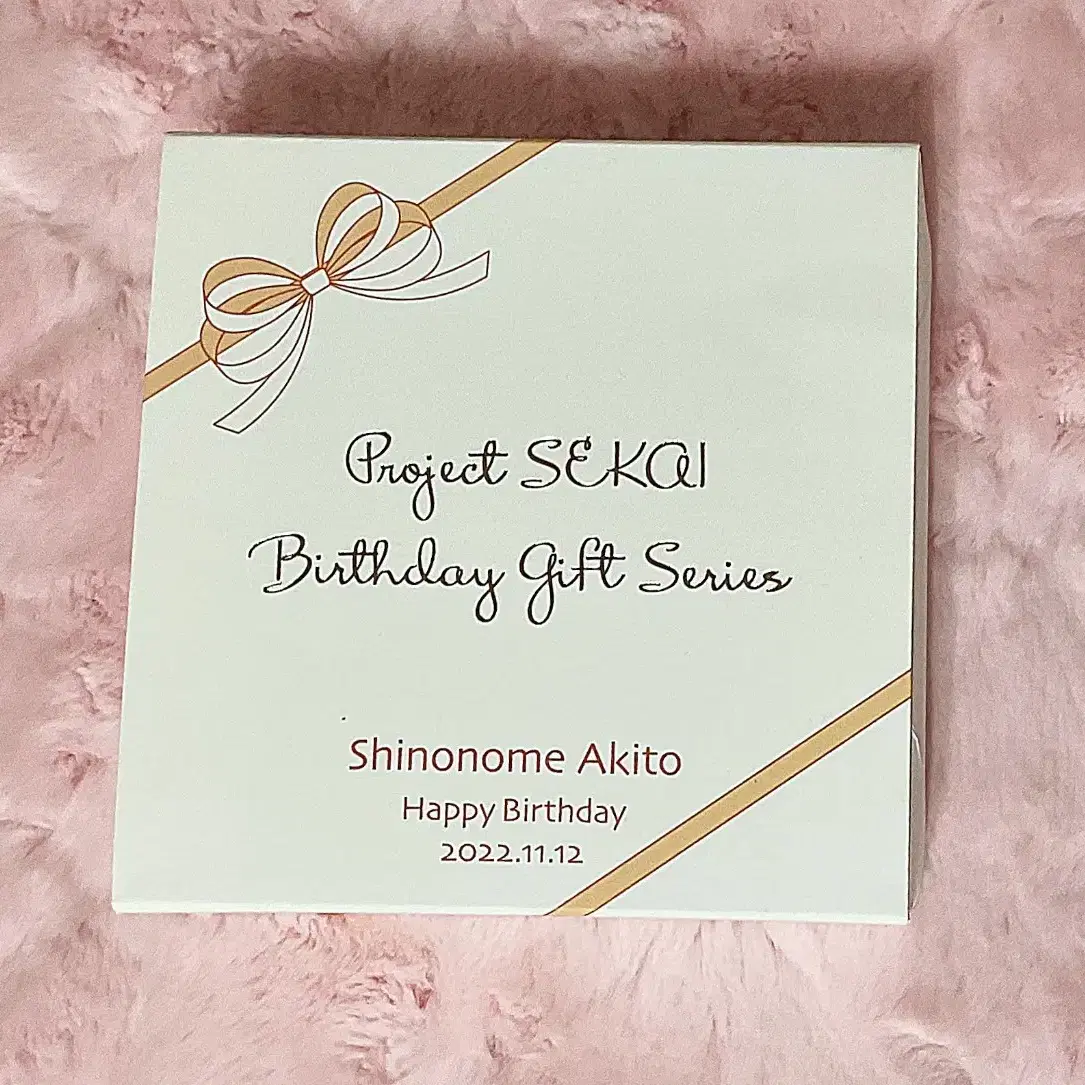 Project SEKAI
Birthday Gift Series
Shinonome Akito
Happy Birthday
2022.11.12